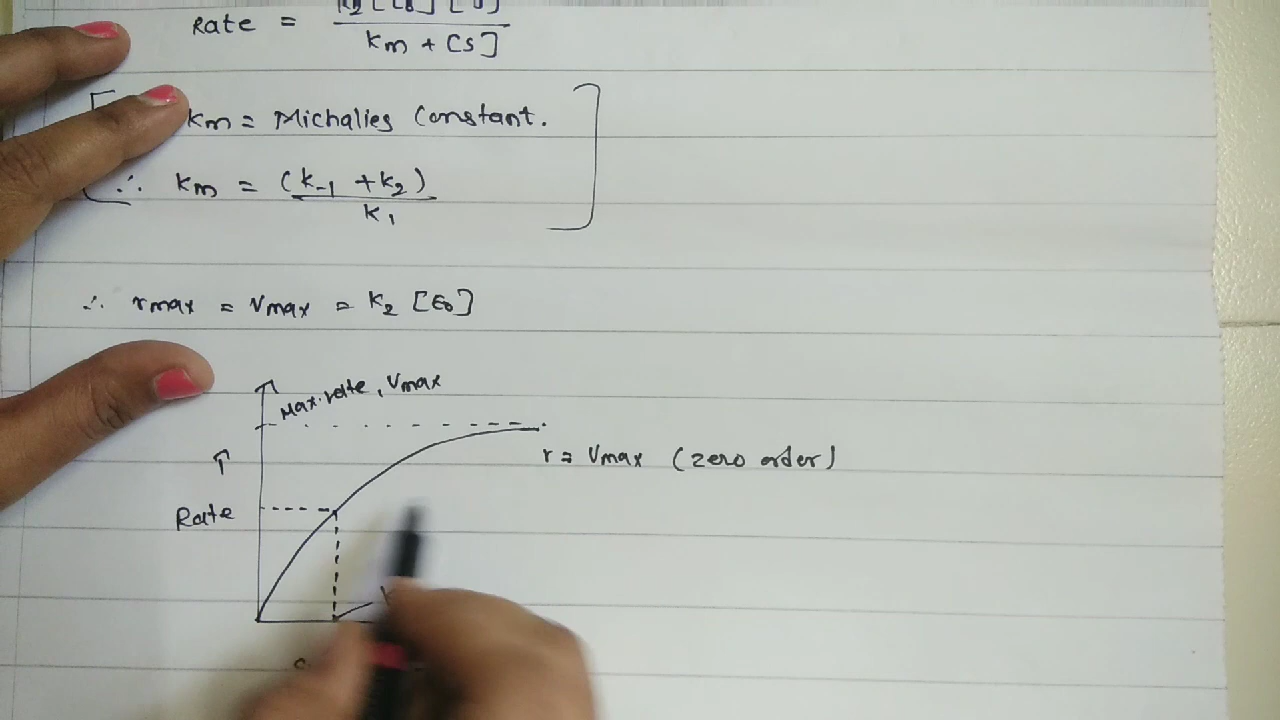 Rate =
Km + [S]
Km = Michalies Constant.
∴ Km = (K-1 + K2)
K1
∴ rmax = Vmax = K2 [E0]
Max.rate, Vmax
r = Vmax (zero order)
Rate